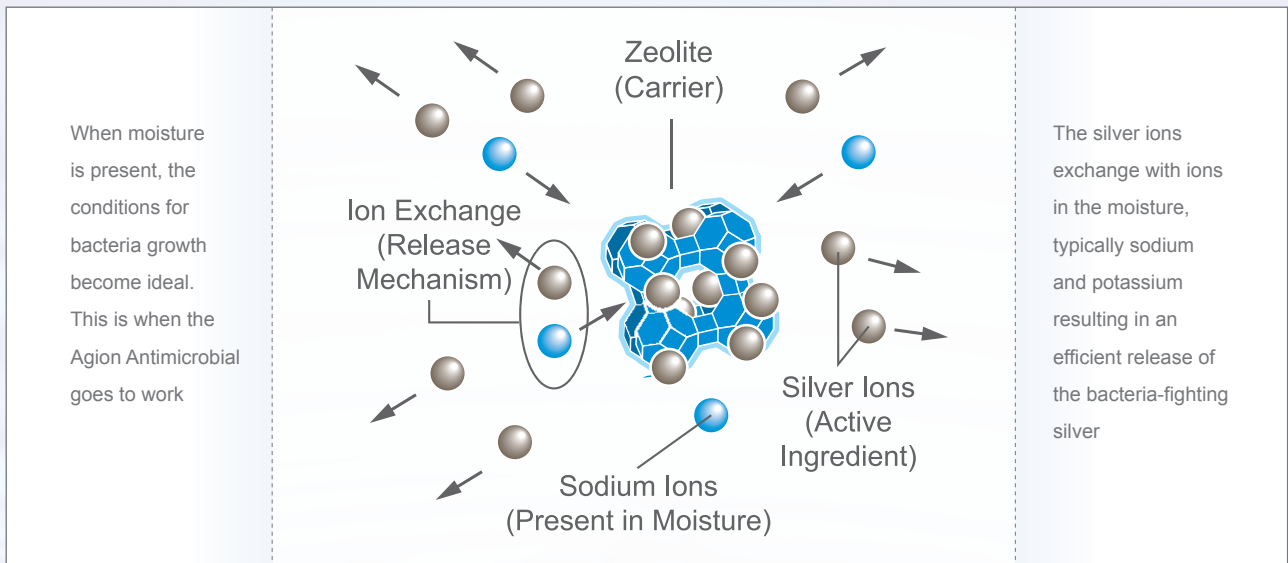 When moisture
is present, the
conditions for
bacteria growth
become ideal.
This is when the
Agion Antimicrobial
goes to work
Zeolite
(Carrier)
Ion Exchange
(Release
Mechanism)
Silver Ions
(Active
Ingredient)
Sodium Ions
(Present in Moisture)
The silver ions
exchange with ions
in the moisture,
typically sodium
and potassium
resulting in an
efficient release of
the bacteria-fighting
silver